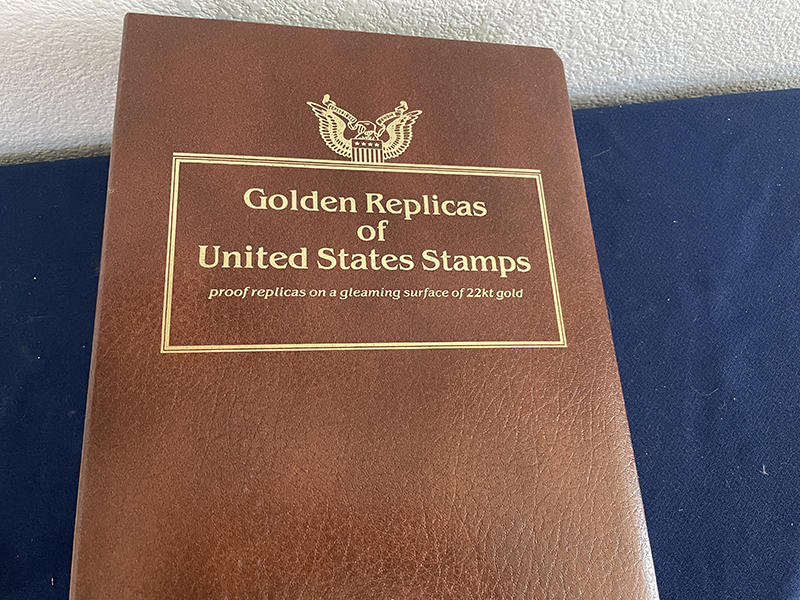 Golden Replicas
of
United States Stamps
proof replicas on a gleaming surface of 22kt gold